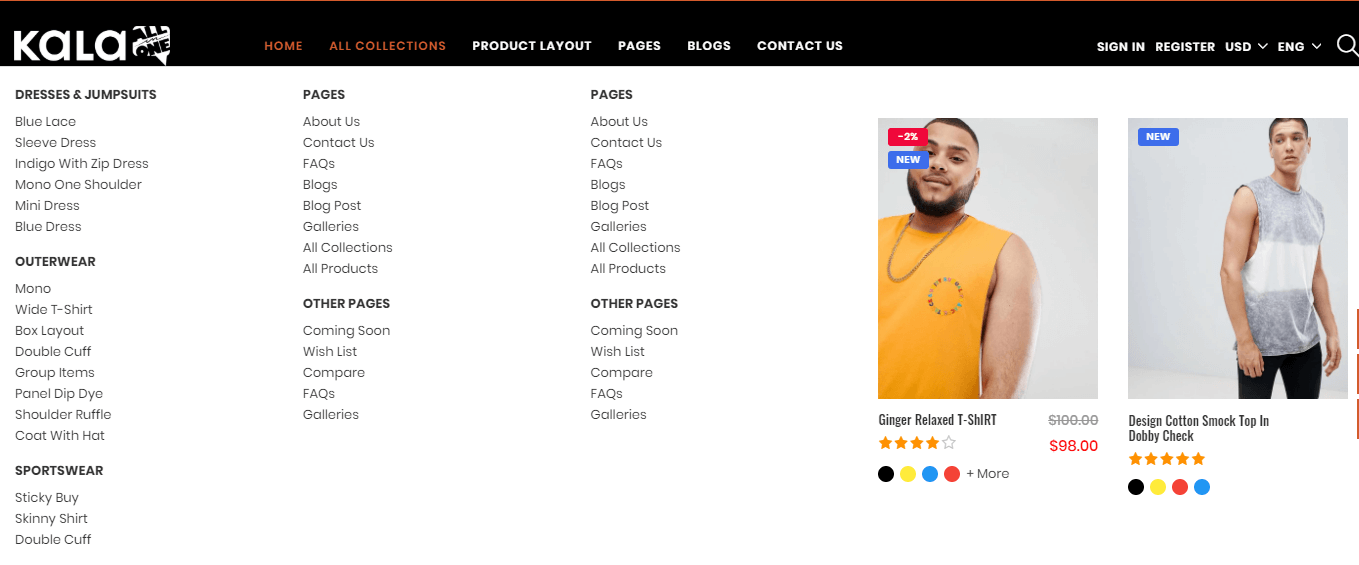 KALA ALL ONE
HOME
ALL COLLECTIONS
PRODUCT LAYOUT
PAGES
BLOGS
CONTACT US
SIGN IN
REGISTER
USD
ENG
DRESSES & JUMPSUITS
Blue Lace
Sleeve Dress
Indigo With Zip Dress
Mono One Shoulder
Mini Dress
Blue Dress
OUTERWEAR
Mono
Wide T-Shirt
Box Layout
Double Cuff
Group Items
Panel Dip Dye
Shoulder Ruffle
Coat With Hat
SPORTSWEAR
Sticky Buy
Skinny Shirt
Double Cuff
PAGES
About Us
Contact Us
FAQs
Blogs
Blog Post
Galleries
All Collections
All Products
OTHER PAGES
Coming Soon
Wish List
Compare
FAQs
Galleries
PAGES
About Us
Contact Us
FAQs
Blogs
Blog Post
Galleries
All Collections
All Products
OTHER PAGES
Coming Soon
Wish List
Compare
FAQs
Galleries
-2%
NEW
Ginger Relaxed T-ShIRT
$100.00
$98.00
+ More
NEW
Design Cotton Smock Top In
Dobby Check